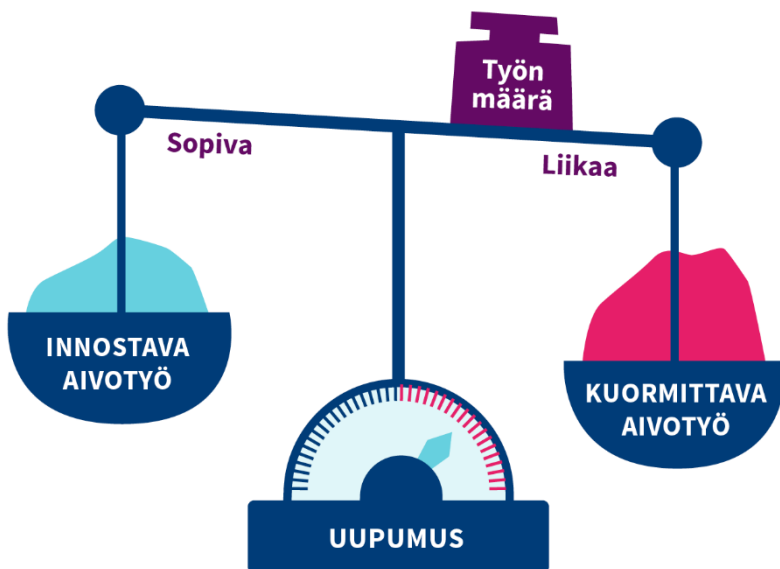 Työn
määrä
Sopiva
Liikaa
INNOSTAVA
AIVOTYÖ
KUORMITTAVA
AIVOTYÖ
UUPUMUS